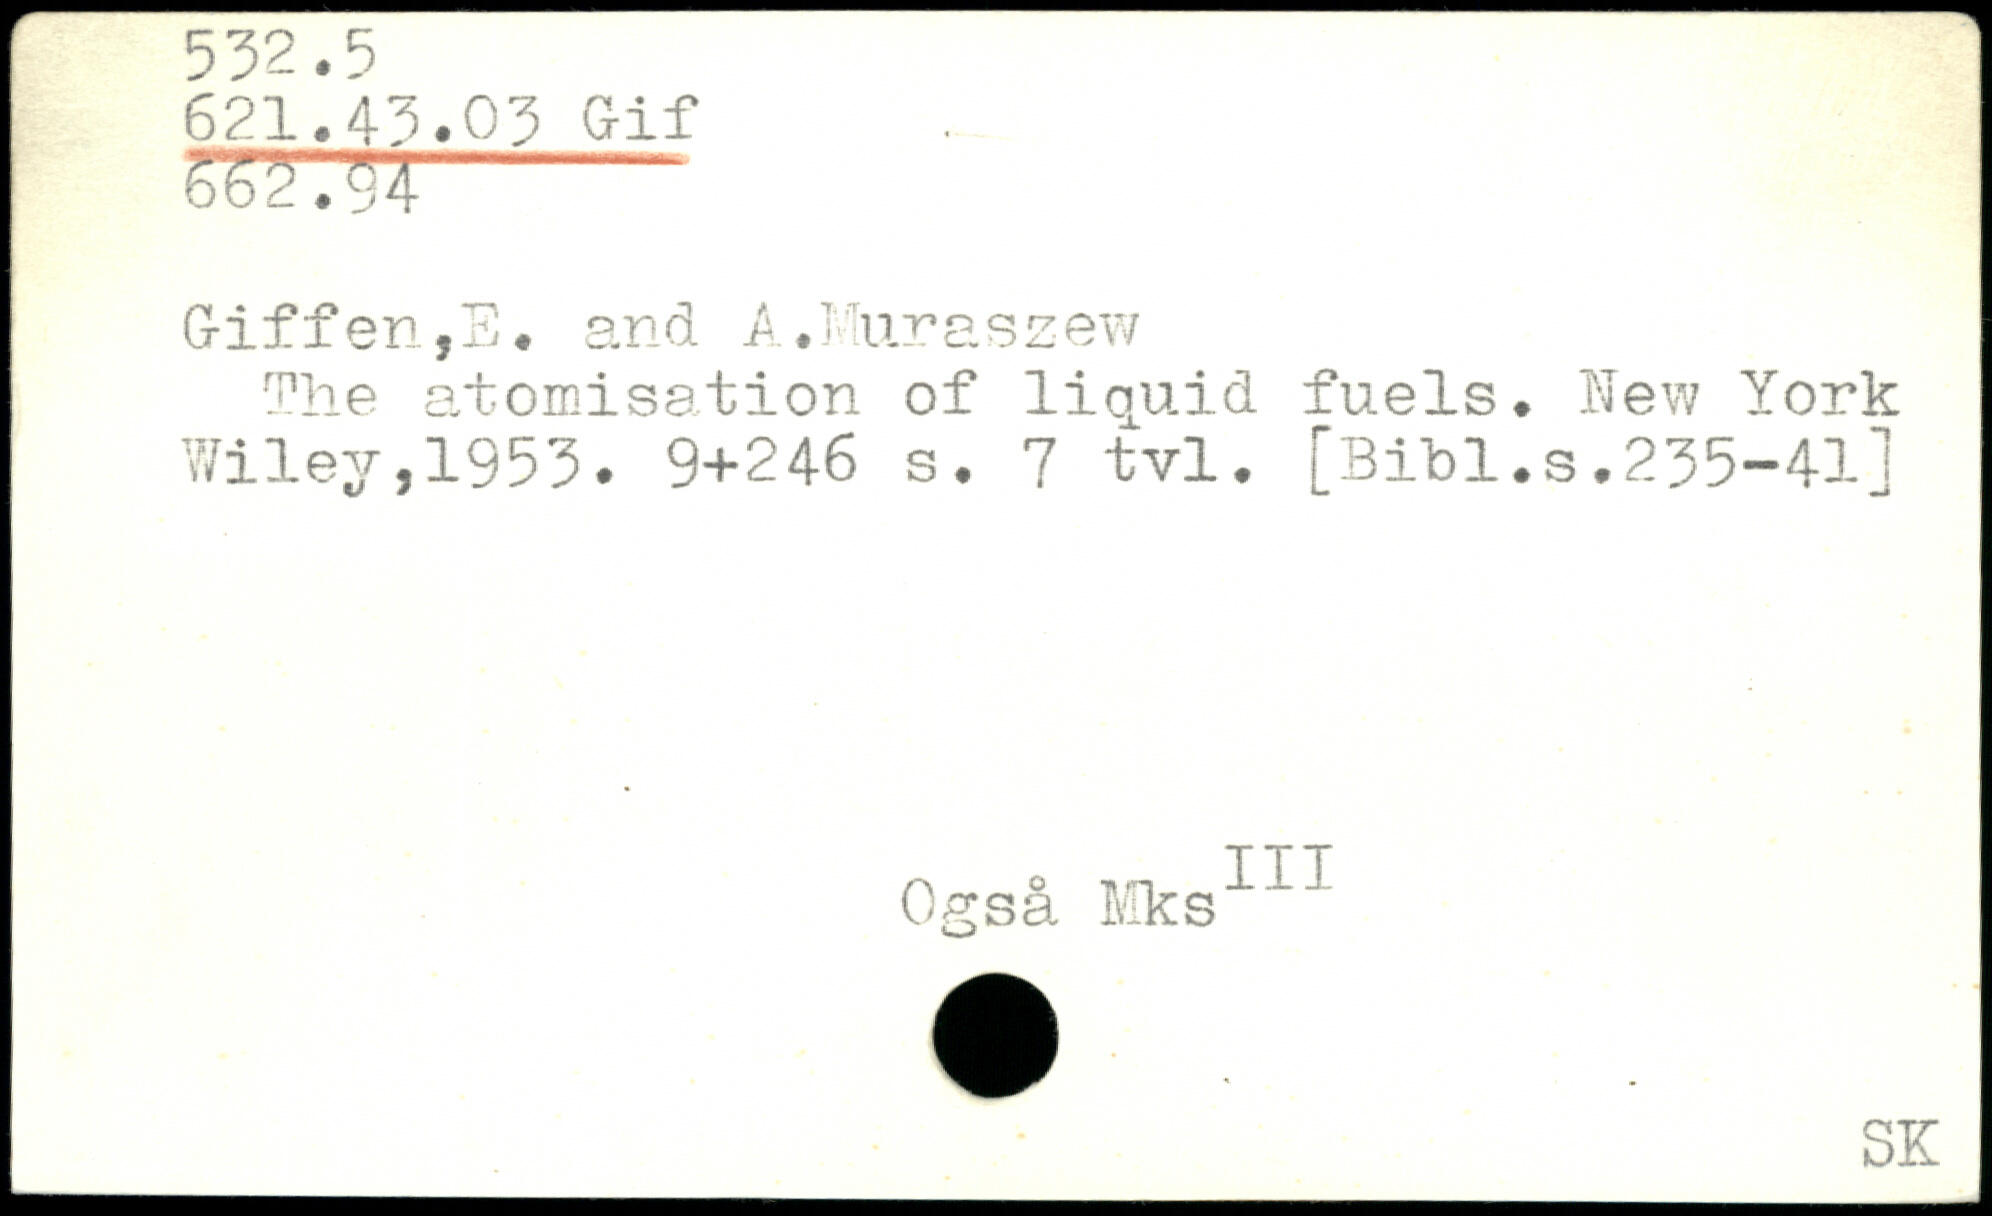 532.5
621.43.03 Gif
662.94
Giffen,E. and A.Muraszew
The atomisation of liquid fuels. New York
Wiley,1953. 9+246 s. 7 tvl. [Bibl.s.235-41]
Også Mks III
SK